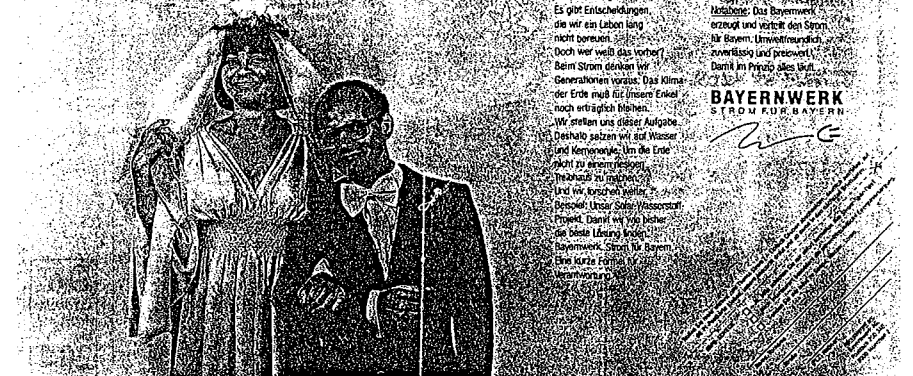 Es gibt Entscheidungen,
die wir ein Leben lang
nicht bereuen.
Doch wer weiß das vorher?
Beim Strom denken wir
Generationen voraus: Das Klima
der Erde muß für unsere Enkel
noch erträglich bleiben.
Wir stellen uns dieser Aufgabe.
Deshalb setzen wir auf Wasser
und Kernenergie. Um die Erde
nicht zu einem riesigen
Treibhaus zu machen.
Und wir forschen weiter.
Beispiel: Unser Solar-Wasserstoff-
Projekt. Damit wir wie bisher
die beste Lösung finden.
Bayernwerk. Strom für Bayern.
Eine kurze Formel für
Verantwortung.
Notabene: Das Bayernwerk
erzeugt und verteilt den Strom
für Bayern. Umweltfreundlich,
zuverlässig und preiswert.
Damit im Prinzip alles läuft.
BAYERNWERK
STROM FÜR BAYERN